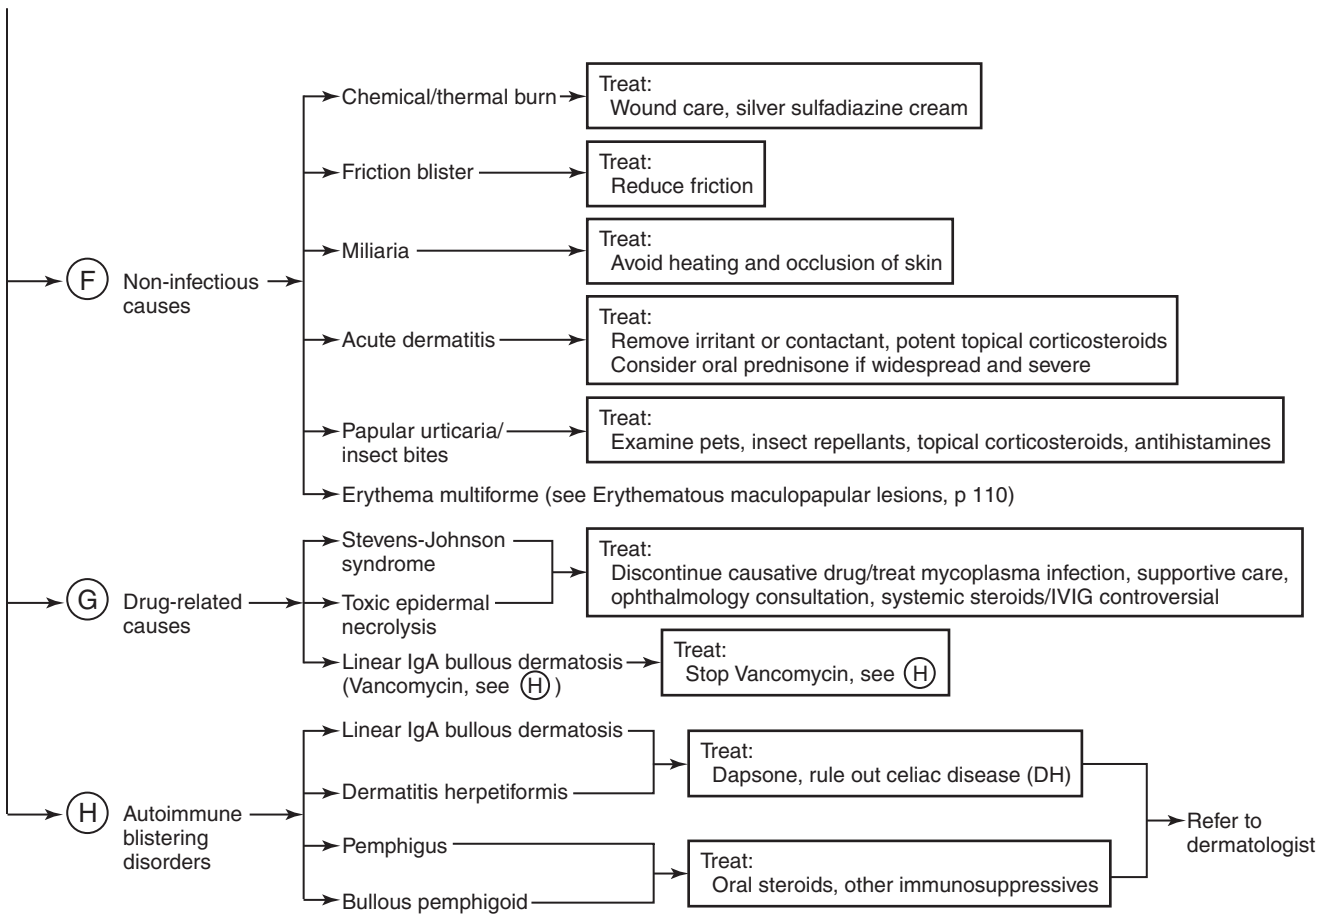 Chemical/thermal burn
Treat:
Wound care, silver sulfadiazine cream
Friction blister
Treat:
Reduce friction
Miliaria
Treat:
Avoid heating and occlusion of skin
F
Non-infectious
causes
Acute dermatitis
Treat:
Remove irritant or contactant, potent topical corticosteroids
Consider oral prednisone if widespread and severe
Papular urticaria/
insect bites
Treat:
Examine pets, insect repellants, topical corticosteroids, antihistamines
Erythema multiforme (see Erythematous maculopapular lesions, p 110)
G
Drug-related
causes
Stevens-Johnson
syndrome
Toxic epidermal
necrolysis
Treat:
Discontinue causative drug/treat mycoplasma infection, supportive care,
ophthalmology consultation, systemic steroids/IVIG controversial
Linear IgA bullous dermatosis
(Vancomycin, see H)
Treat:
Stop Vancomycin, see H
H
Autoimmune
blistering
disorders
Linear IgA bullous dermatosis
Dermatitis herpetiformis
Treat:
Dapsone, rule out celiac disease (DH)
Pemphigus
Bullous pemphigoid
Treat:
Oral steroids, other immunosuppressives
Refer to
dermatologist